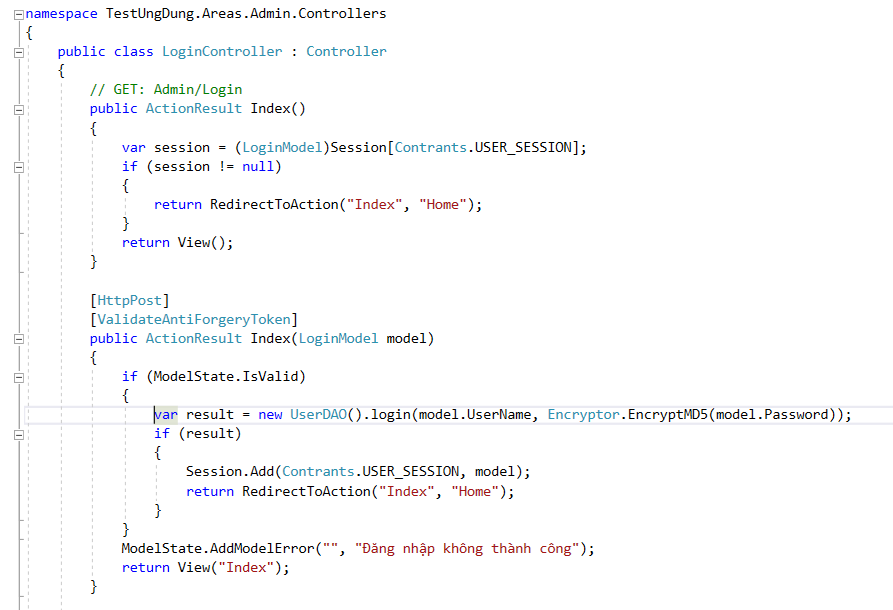 namespace TestUngDung.Areas.Admin.Controllers
{
    public class LoginController : Controller
    {
        // GET: Admin/Login
        public ActionResult Index()
        {
            var session = (LoginModel)Session[Contrants.USER_SESSION];
            if (session != null)
            {
                return RedirectToAction("Index", "Home");
            }
            return View();
        }

        [HttpPost]
        [ValidateAntiForgeryToken]
        public ActionResult Index(LoginModel model)
        {
            if (ModelState.IsValid)
            {
                var result = new UserDAO().login(model.UserName, Encryptor.EncryptMD5(model.Password));
                if (result)
                {
                    Session.Add(Contrants.USER_SESSION, model);
                    return RedirectToAction("Index", "Home");
                }
            }
            ModelState.AddModelError("", "Đăng nhập không thành công");
            return View("Index");
        }